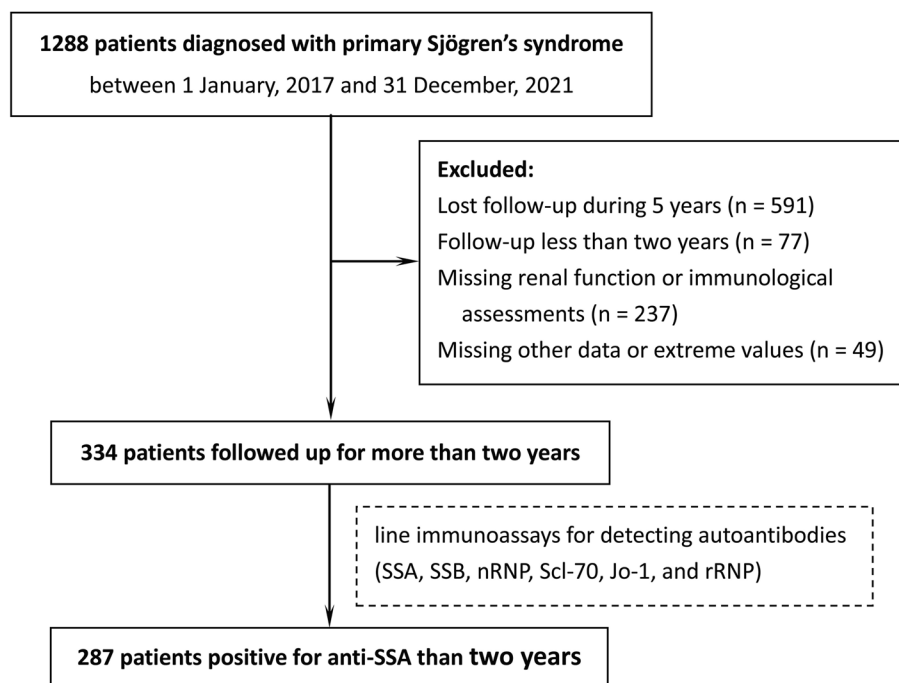 1288 patients diagnosed with primary Sjögren’s syndrome
between 1 January, 2017 and 31 December, 2021
Excluded:
Lost follow-up during 5 years (n = 591)
Follow-up less than two years (n = 77)
Missing renal function or immunological
assessments (n = 237)
Missing other data or extreme values (n = 49)
334 patients followed up for more than two years
line immunoassays for detecting autoantibodies
(SSA, SSB, nRNP, Scl-70, Jo-1, and rRNP)
287 patients positive for anti-SSA than two years